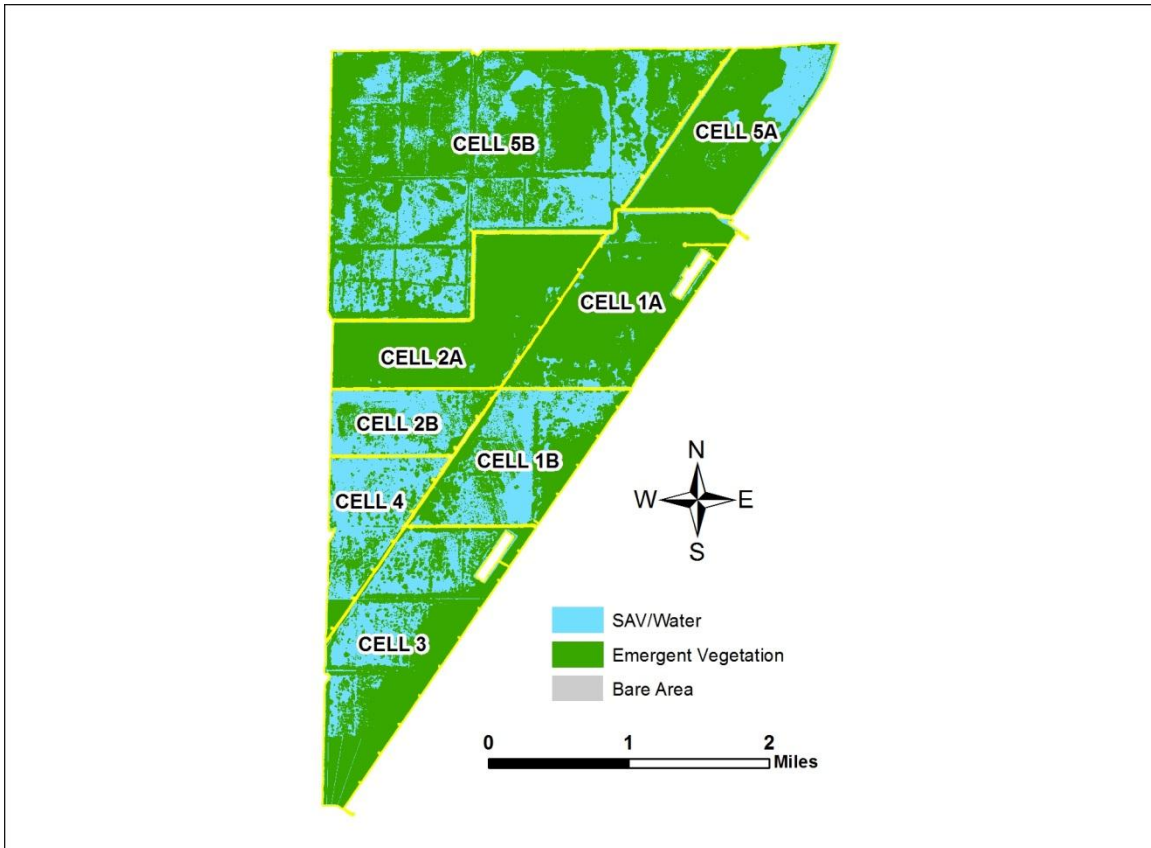 CELL 5B
CELL 5A
CELL 1A
CELL 2A
CELL 2B
CELL 1B
CELL 4
CELL 3
N
W
E
S
SAV/Water
Emergent Vegetation
Bare Area
0
1
2
Miles